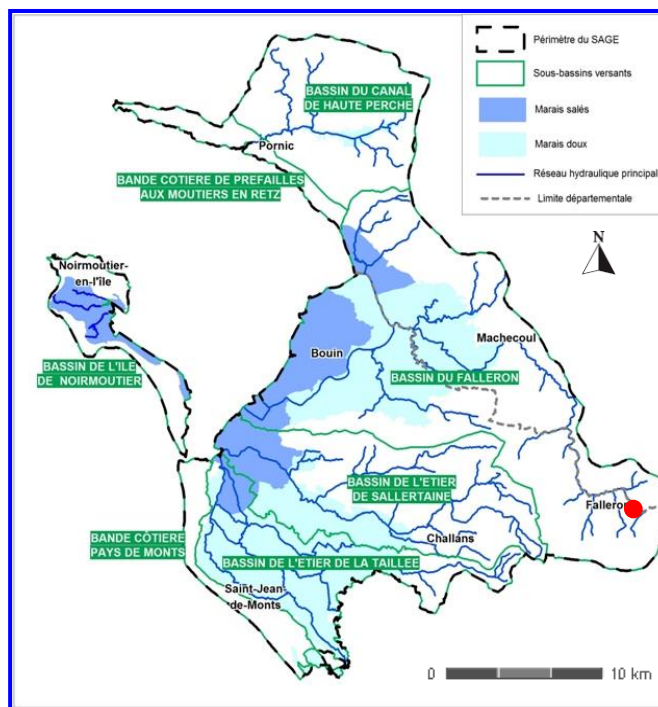 Périmètre du SAGE
Sous-bassins versants
Marais salés
Marais doux
Réseau hydraulique principal
Limite départementale
N
BASSIN DU CANAL
DE HAUTE PERCHE
Pornic
BANDE COTIERE DE PREFAILLES
AUX MOUTIERS EN RETZ
Noirmoutier-
en-l'île
BASSIN DE L'ILE
DE NOIRMOUTIER
Bouin
Machecoul
BASSIN DU FALLERON
BASSIN DE L'ETIER
DE SALLERTAINE
Falleron
Challans
BANDE CÔTIERE
PAYS DE MONTS
BASSIN DE L'ETIER DE LA TAILLEE
Saint-Jean-
de-Monts
0 10 km